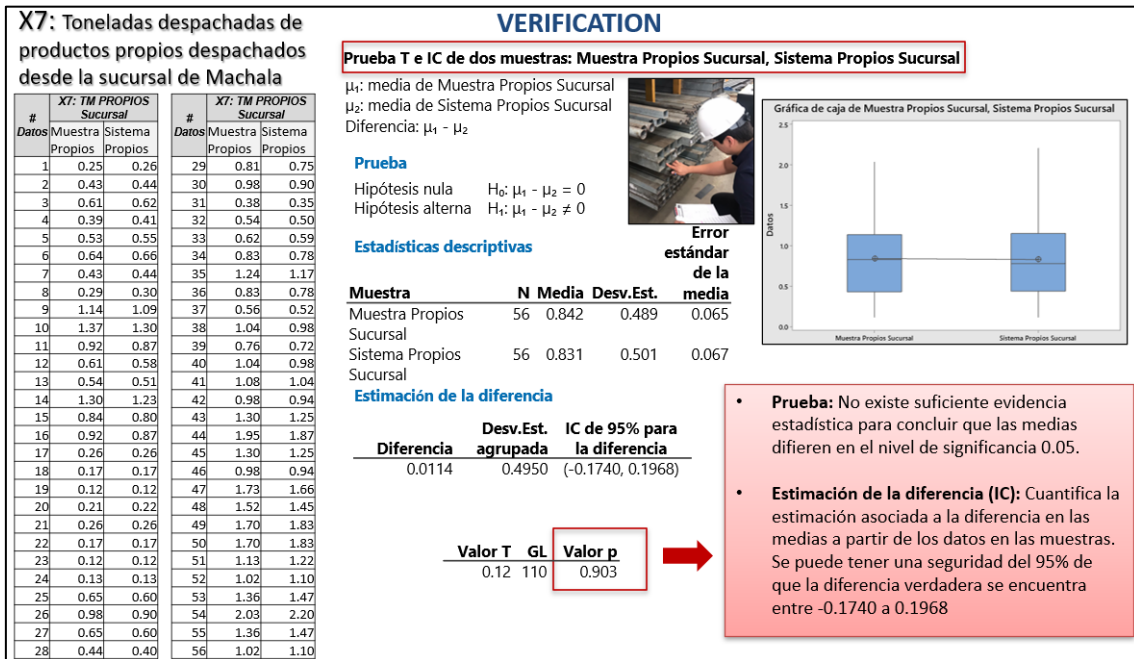 X7: Toneladas despachadas de
productos propios despachados
desde la sucursal de Machala
# Datos X7: TM PROPIOS Sucursal
Muestra Propios Sistema Propios
1 0.25 0.26
2 0.43 0.44
3 0.61 0.62
4 0.39 0.41
5 0.53 0.55
6 0.64 0.66
7 0.43 0.44
8 0.29 0.30
9 1.14 1.09
10 1.37 1.30
11 0.92 0.87
12 0.61 0.58
13 0.54 0.51
14 1.30 1.23
15 0.84 0.80
16 0.92 0.87
17 0.26 0.26
18 0.17 0.17
19 0.12 0.12
20 0.21 0.22
21 0.26 0.26
22 0.17 0.17
23 0.12 0.12
24 0.13 0.13
25 0.65 0.60
26 0.98 0.90
27 0.65 0.60
28 0.44 0.40
# Datos X7: TM PROPIOS Sucursal
Muestra Propios Sistema Propios
29 0.81 0.75
30 0.98 0.90
31 0.38 0.35
32 0.54 0.50
33 0.62 0.59
34 0.83 0.78
35 1.24 1.17
36 0.83 0.78
37 0.56 0.52
38 1.04 0.98
39 0.76 0.72
40 1.04 0.98
41 1.08 1.04
42 0.98 0.94
43 1.30 1.25
44 1.95 1.87
45 1.30 1.25
46 0.98 0.94
47 1.73 1.66
48 1.52 1.45
49 1.70 1.83
50 1.70 1.83
51 1.13 1.22
52 1.02 1.10
53 1.36 1.47
54 2.03 2.20
55 1.36 1.47
56 1.02 1.10
VERIFICATION
Prueba T e IC de dos muestras: Muestra Propios Sucursal, Sistema Propios Sucursal
μ₁: media de Muestra Propios Sucursal
μ₂: media de Sistema Propios Sucursal
Diferencia: μ₁ - μ₂
Prueba
Hipótesis nula H₀: μ₁ - μ₂ = 0
Hipótesis alterna H₁: μ₁ - μ₂ ≠ 0
Estadísticas descriptivas
Muestra N Media Desv.Est. Error estándar de la media
Muestra Propios Sucursal 56 0.842 0.489 0.065
Sistema Propios Sucursal 56 0.831 0.501 0.067
Estimación de la diferencia
Diferencia Desv.Est. agrupada IC de 95% para la diferencia
0.0114 0.4950 (-0.1740, 0.1968)
Valor T GL Valor p
0.12 110 0.903
Gráfica de caja de Muestra Propios Sucursal, Sistema Propios Sucursal
Datos
2.5
2.0
1.5
1.0
0.5
0.0
Muestra Propios Sucursal Sistema Propios Sucursal
• Prueba: No existe suficiente evidencia
estadística para concluir que las medias
difieren en el nivel de significancia 0.05.
• Estimación de la diferencia (IC): Cuantifica la
estimación asociada a la diferencia en las
medias a partir de los datos en las muestras.
Se puede tener una seguridad del 95% de
que la diferencia verdadera se encuentra
entre -0.1740 a 0.1968